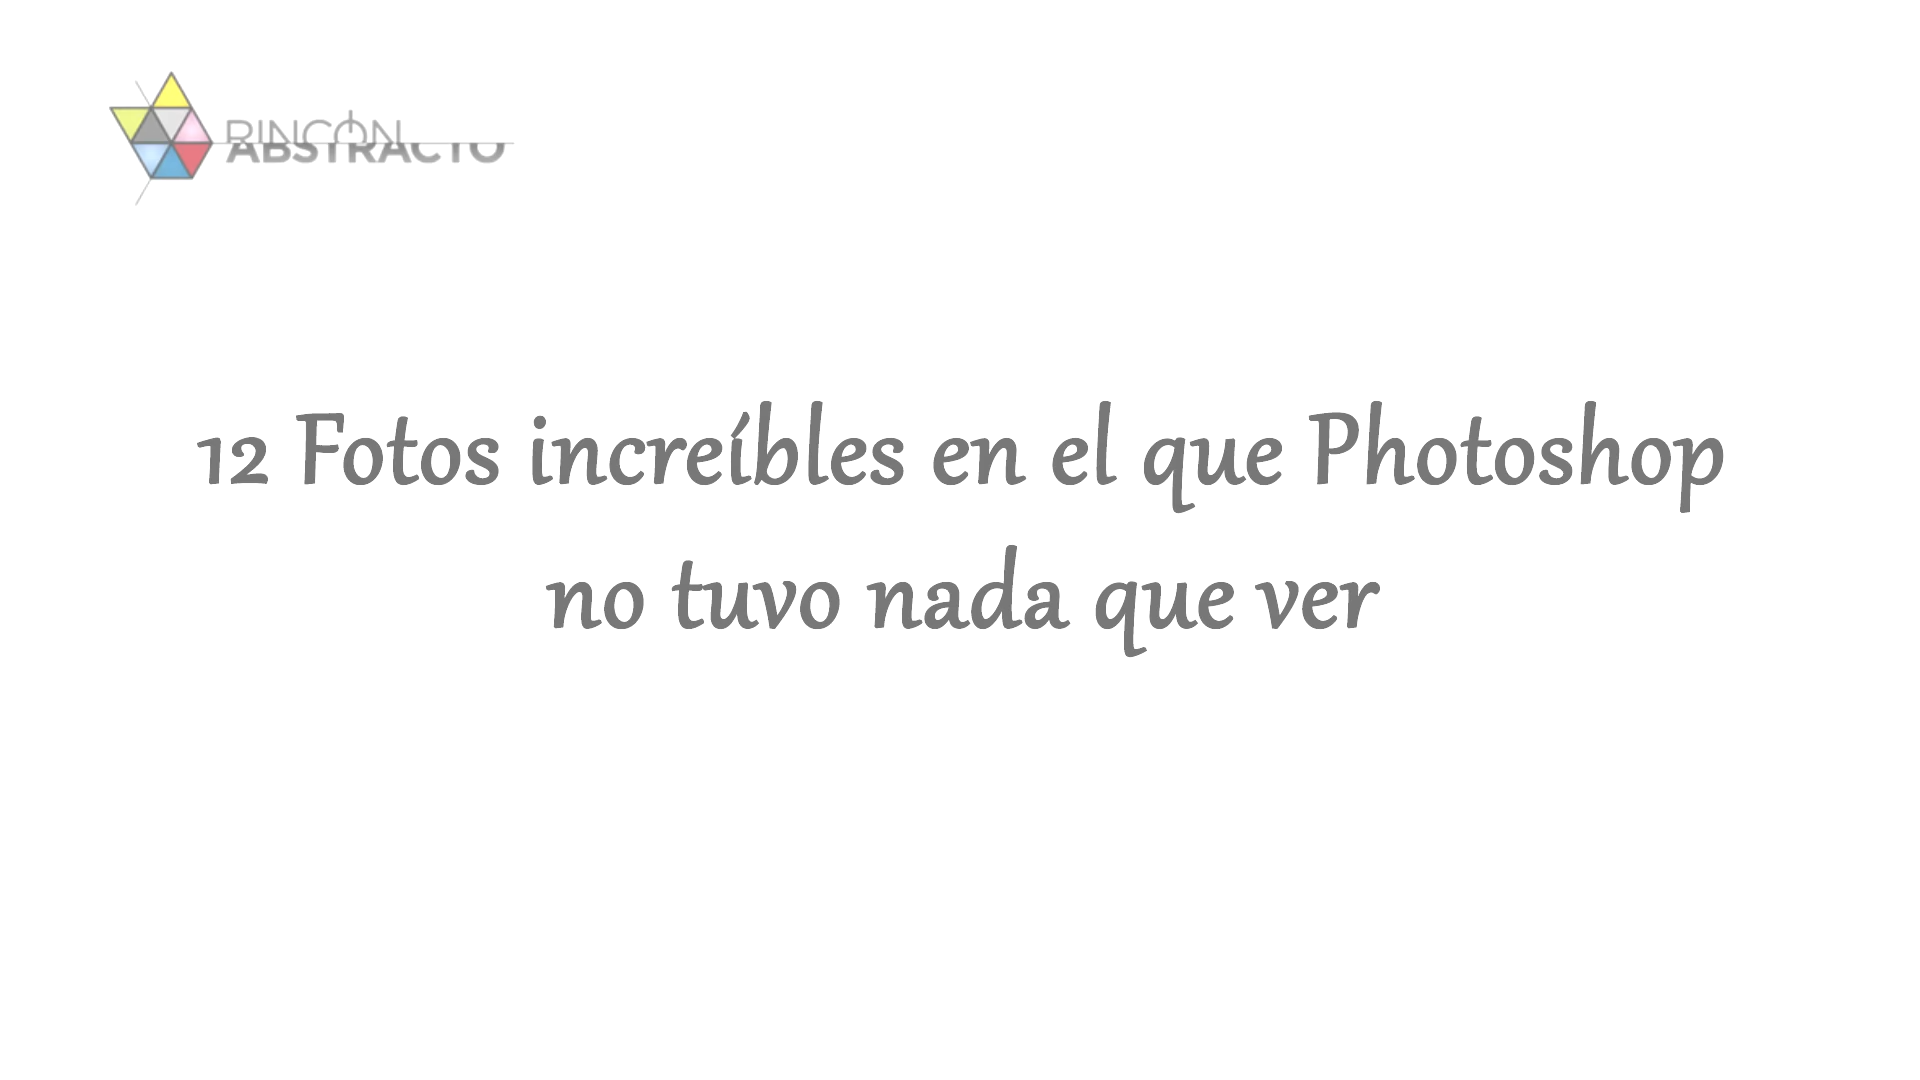 RINCÓN
ABSTRACTO
12 Fotos increíbles en el que Photoshop
no tuvo nada que ver